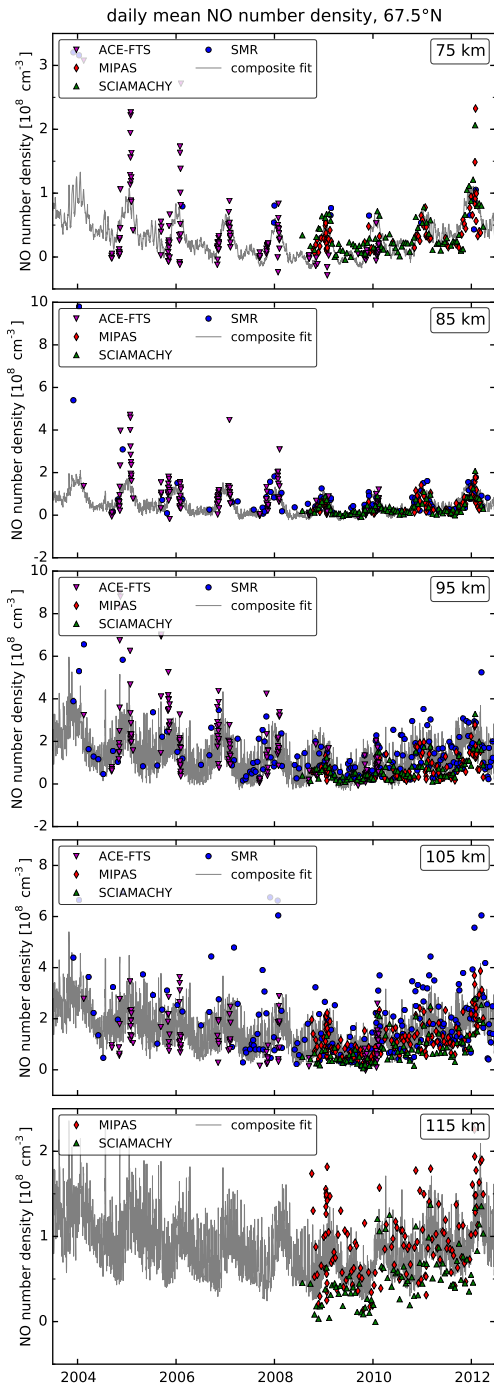 daily mean NO number density, 67.5°N
NO number density [10⁸ cm⁻³]
3
2
1
0
ACE-FTS
MIPAS
SCIAMACHY
SMR
composite fit
75 km
NO number density [10⁸ cm⁻³]
10
8
6
4
2
0
-2
ACE-FTS
MIPAS
SCIAMACHY
SMR
composite fit
85 km
NO number density [10⁸ cm⁻³]
10
8
6
4
2
0
-2
ACE-FTS
MIPAS
SCIAMACHY
SMR
composite fit
95 km
NO number density [10⁸ cm⁻³]
8
6
4
2
0
ACE-FTS
MIPAS
SCIAMACHY
SMR
composite fit
105 km
NO number density [10⁸ cm⁻³]
2
1
0
MIPAS
SCIAMACHY
composite fit
115 km
2004 2006 2008 2010 2012